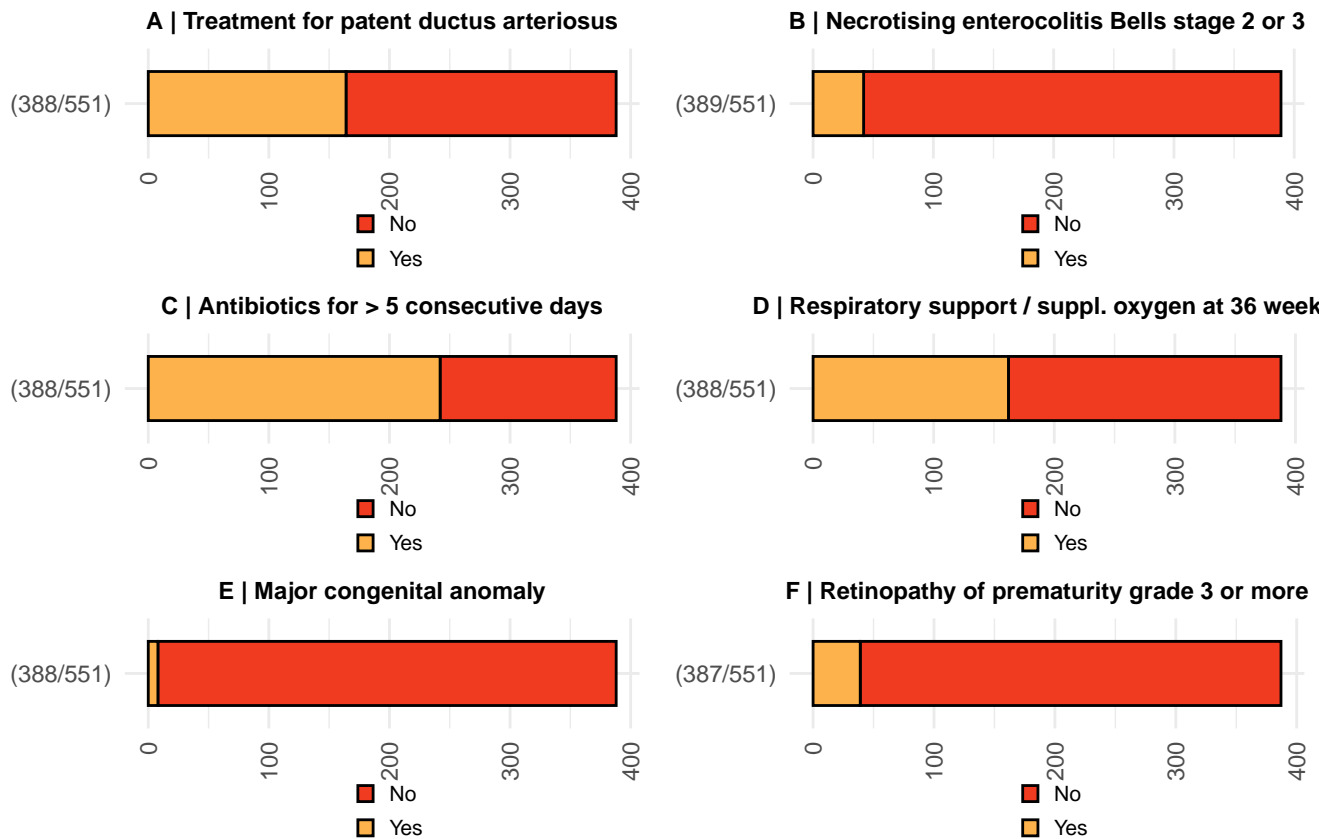 A | Treatment for patent ductus arteriosus
(388/551)
0 100 200 300 400
No
Yes
B | Necrotising enterocolitis Bells stage 2 or 3
(389/551)
0 100 200 300 400
No
Yes
C | Antibiotics for > 5 consecutive days
(388/551)
0 100 200 300 400
No
Yes
D | Respiratory support / suppl. oxygen at 36 week
(388/551)
0 100 200 300 400
No
Yes
E | Major congenital anomaly
(388/551)
0 100 200 300 400
No
Yes
F | Retinopathy of prematurity grade 3 or more
(387/551)
0 100 200 300 400
No
Yes